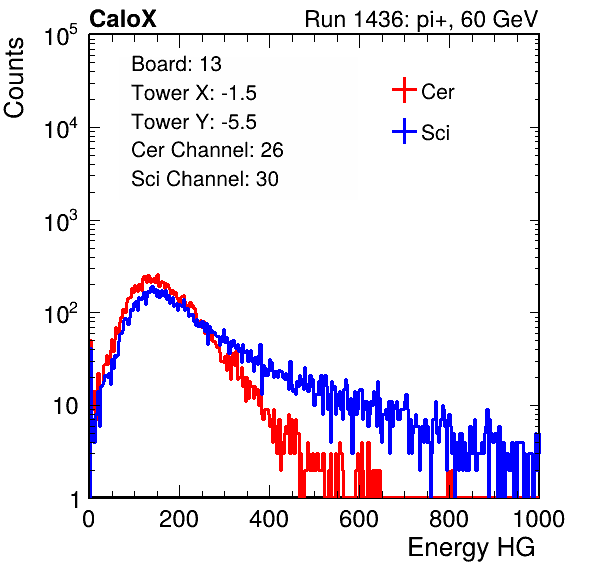 CaloX Run 1436: pi+, 60 GeV
Counts
Board: 13
Tower X: -1.5
Tower Y: -5.5
Cer Channel: 26
Sci Channel: 30
Cer
Sci
10^5
10^4
10^3
10^2
10
1
0 200 400 600 800 1000
Energy HG